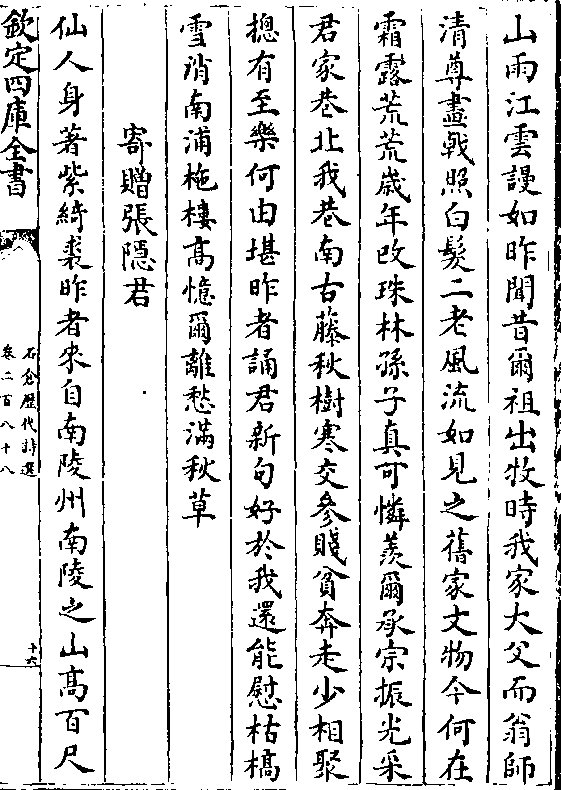 山雨江雲謾如昨聞昔爾祖出牧時我家大父而翁師
清尊畫戟照白髮二老風流如見之舊家文物今何在
霜露荒荒歲年改珠林孫子真可憐羨爾承宗振光采
君家巷北我巷南古藤秋樹寒交參賤貧奔走少相聚
摠有至樂何由堪昨者誦君新句好於我還能慰枯槁
雪消南浦柂樓高憶爾離愁滿秋草
寄贈張隱君
仙人身著紫綺裘昨者來自南陵州南陵之山髙百尺
欽定四庫全書
石倉歷代詩選
卷二百八十八
十六